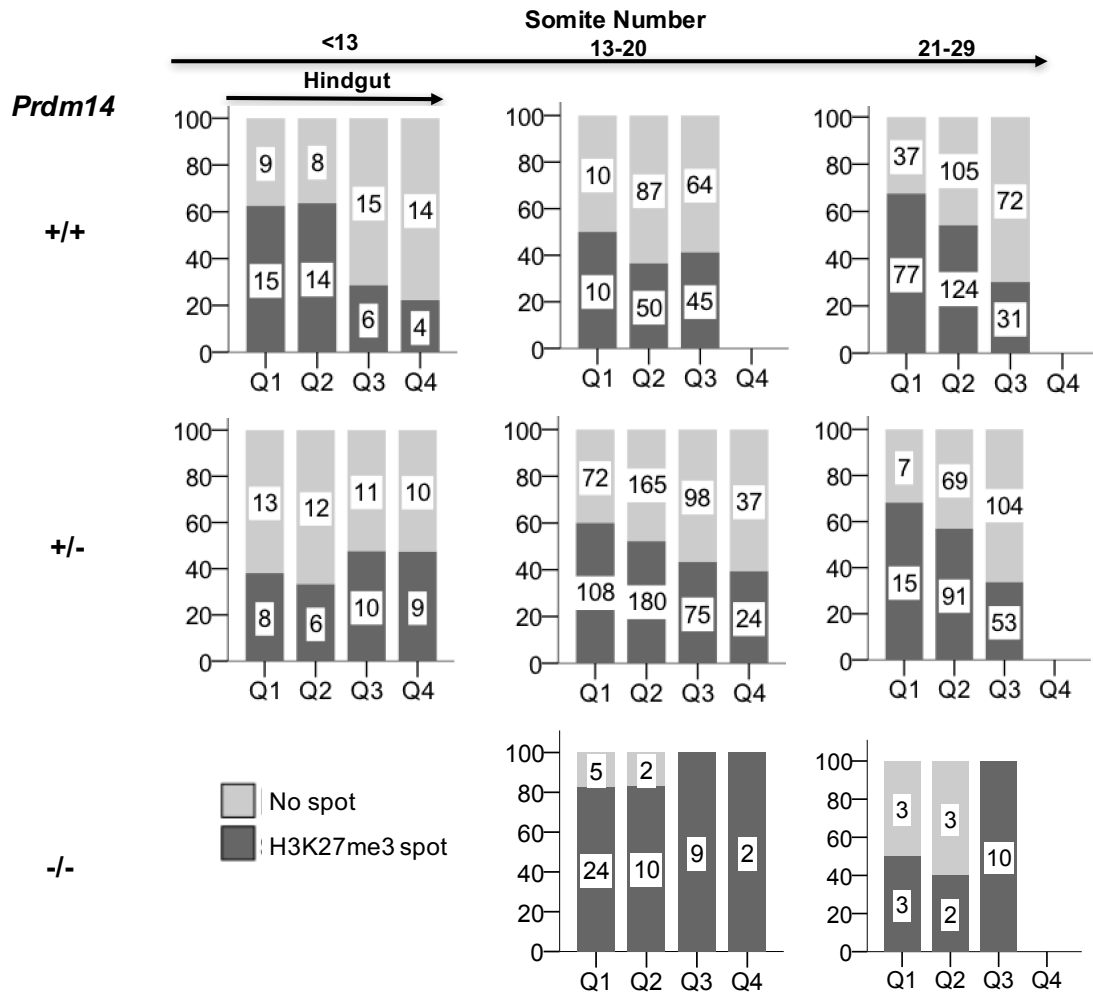 Somite Number
<13 13-20 21-29
Hindgut
Prdm14
+/+
100 80 60 40 20 0
9 8 15 14
15 14 6 4
Q1 Q2 Q3 Q4
100 80 60 40 20 0
10 87 64
10 50 45
Q1 Q2 Q3 Q4
100 80 60 40 20 0
37 105 72
77 124 31
Q1 Q2 Q3 Q4
+/-
100 80 60 40 20 0
13 12 11 10
8 6 10 9
Q1 Q2 Q3 Q4
100 80 60 40 20 0
72 165 98 37
108 180 75 24
Q1 Q2 Q3 Q4
100 80 60 40 20 0
7 69 104
15 91 53
Q1 Q2 Q3 Q4
-/-
No spot
H3K27me3 spot
100 80 60 40 20 0
5 2
24 10 9 2
Q1 Q2 Q3 Q4
100 80 60 40 20 0
3 3 10
3 2
Q1 Q2 Q3 Q4